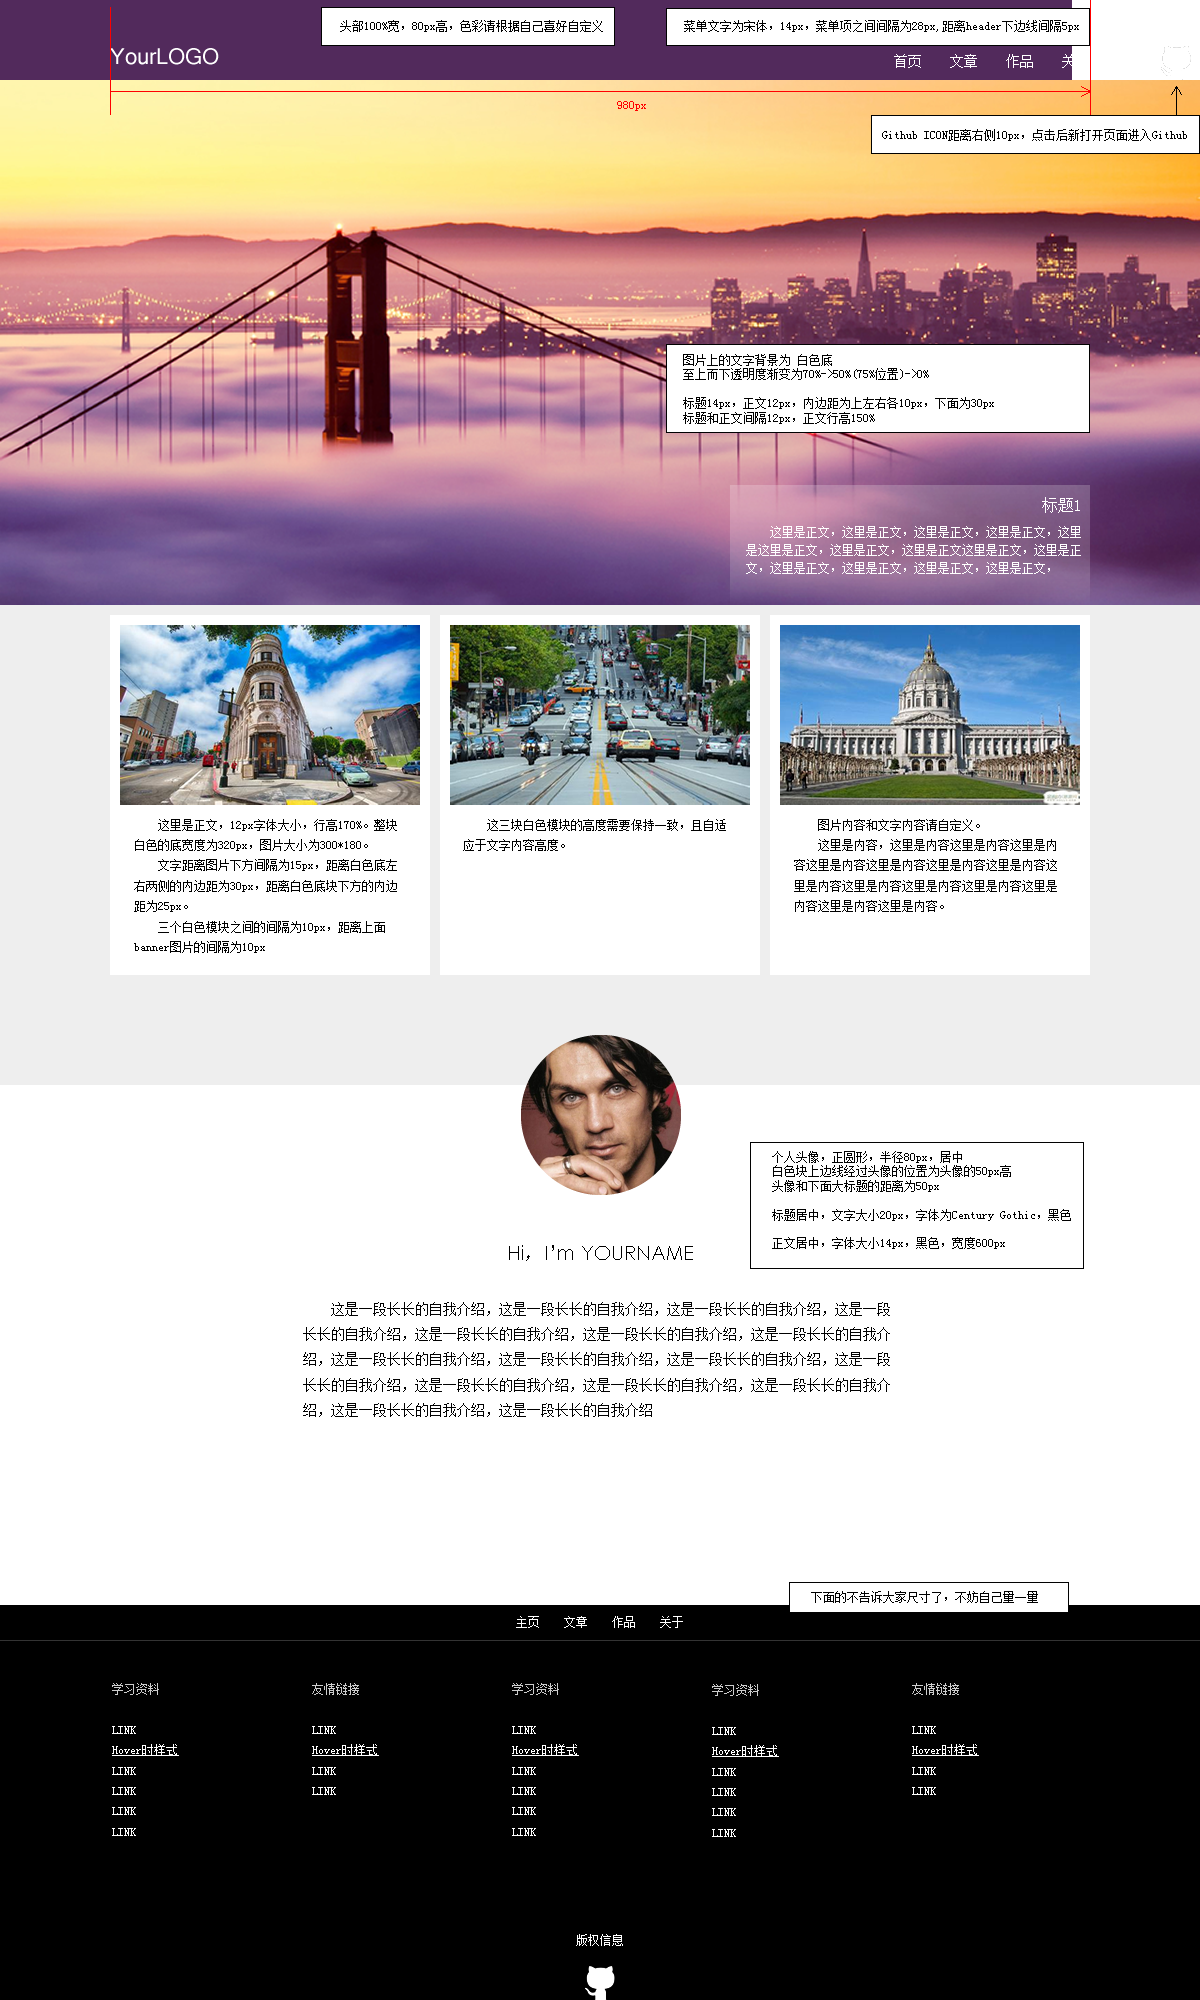 头部100%宽，80px高，色彩请根据自己喜好自定义
菜单文字为宋体，14px，菜单项之间间隔为28px,距离header下边线间隔5px
YourLOGO
首页 文章 作品 关
980px
Github ICON距离右侧10px，点击后新打开页面进入Github
图片上的文字背景为 白色底
至上而下透明度渐变为70%->50%(75%位置)->0%
标题14px，正文12px，内边距为上左右各10px，下面为30px
标题和正文间隔12px，正文行高150%
标题1
这里是正文，这里是正文，这里是正文，这里是正文，这里
是这里是正文，这里是正文，这里是正文这里是正文，这里是正
文，这里是正文，这里是正文，这里是正文，这里是正文，
这里是正文，12px字体大小，行高170%。整块
白色的底宽度为320px，图片大小为300*180。
文字距离图片下方间隔为15px，距离白色底左
右两侧的内边距为30px，距离白色底块下方的内边
距为25px。
三个白色模块之间的间隔为10px，距离上面
banner图片的间隔为10px
这三块白色模块的高度需要保持一致，且自适
应于文字内容高度。
图片内容和文字内容请自定义。
这里是内容，这里是内容这里是内容这里是内
容这里是内容这里是内容这里是内容这里是内容这
里是内容这里是内容这里是内容这里是内容这里是
内容这里是内容这里是内容。
个人头像，正圆形，半径80px，居中
白色块上边线经过头像的位置为头像的50px高
头像和下面大标题的距离为50px
标题居中，文字大小20px，字体为Century Gothic，黑色
正文居中，字体大小14px，黑色，宽度600px
Hi，I'm YOURNAME
这是一段长长的自我介绍，这是一段长长的自我介绍，这是一段长长的自我介绍，这是一段
长长的自我介绍，这是一段长长的自我介绍，这是一段长长的自我介绍，这是一段长长的自我介
绍，这是一段长长的自我介绍，这是一段长长的自我介绍，这是一段长长的自我介绍，这是一段
长长的自我介绍，这是一段长长的自我介绍，这是一段长长的自我介绍，这是一段长长的自我介
绍，这是一段长长的自我介绍，这是一段长长的自我介绍
下面的不告诉大家尺寸了，不妨自己量一量
主页 文章 作品 关于
学习资料 友情链接 学习资料 学习资料 友情链接
LINK LINK LINK LINK LINK
Hover时样式 Hover时样式 Hover时样式 Hover时样式 Hover时样式
LINK LINK LINK LINK LINK
LINK LINK LINK LINK LINK
LINK LINK LINK
LINK LINK LINK
版权信息